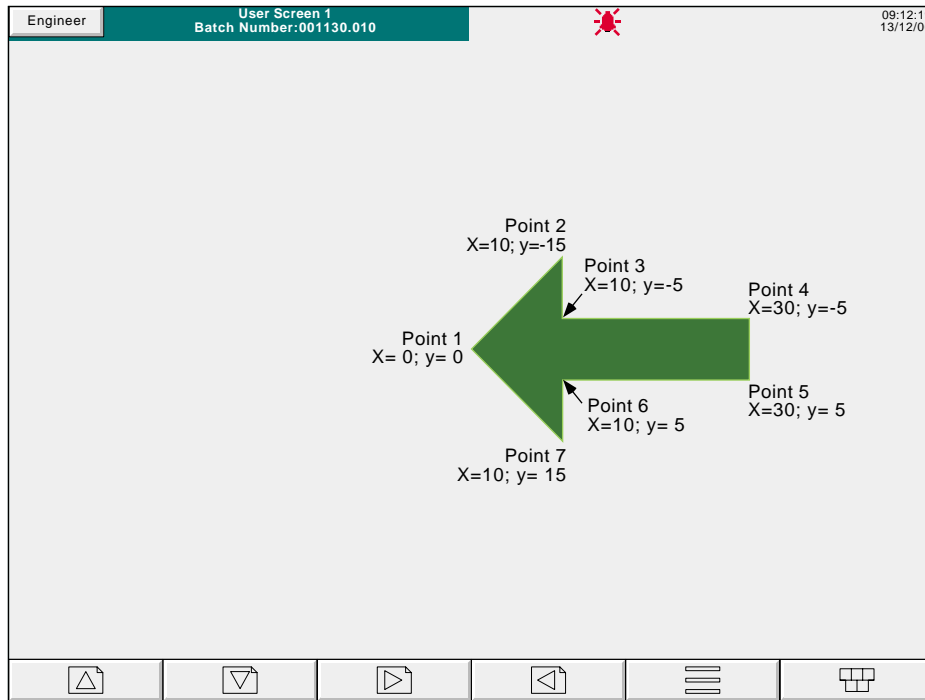 Engineer
User Screen 1
Batch Number:001130.010
09:12:1
13/12/0
Point 2
X=10; y=-15
Point 3
X=10; y=-5
Point 4
X=30; y=-5
Point 1
X= 0; y= 0
Point 5
X=30; y= 5
Point 6
X=10; y= 5
Point 7
X=10; y= 15